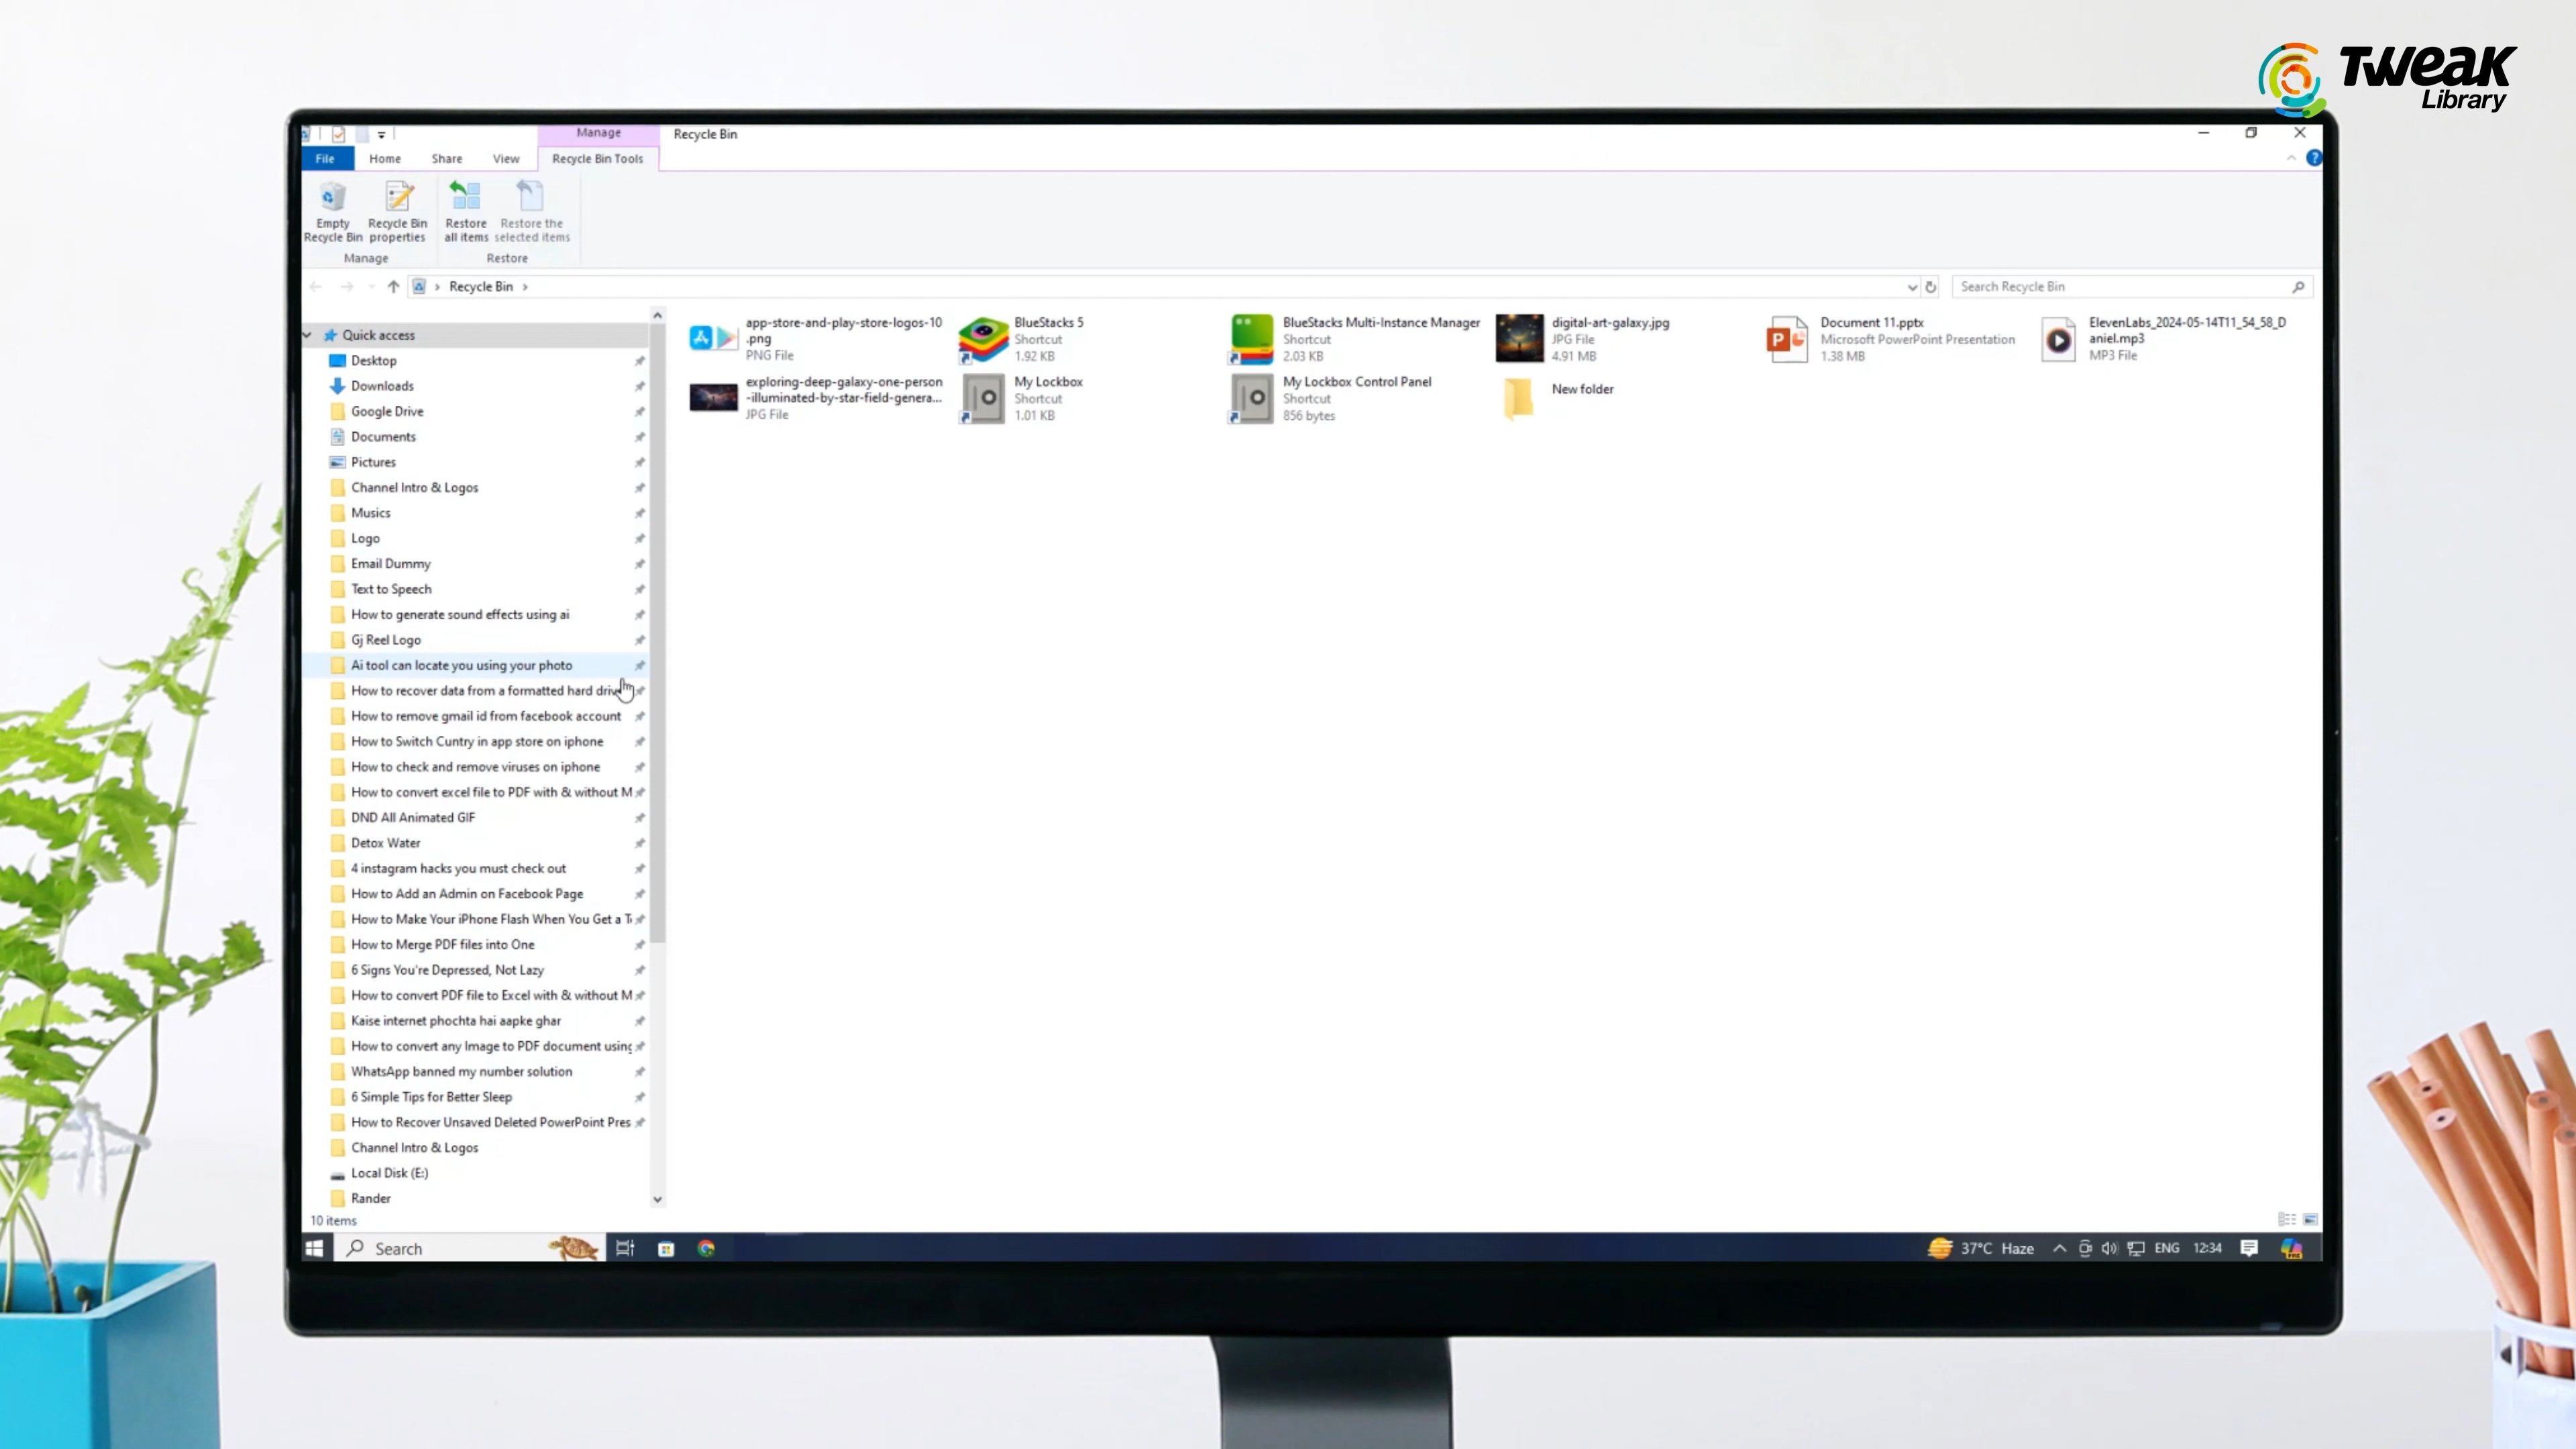 Tweak
Library
Manage
Recycle Bin
File
Home
Share
View
Recycle Bin Tools
Empty
Recycle Bin
Recycle Bin
properties
Restore
all items
Restore the
selected items
Manage
Restore
Recycle Bin
Search Recycle Bin
Quick access
Desktop
Downloads
Google Drive
Documents
Pictures
Channel Intro & Logos
Musics
Logo
Email Dummy
Text to Speech
How to generate sound effects using ai
Gj Reel Logo
Ai tool can locate you using your photo
How to recover data from a formatted hard driv
How to remove gmail id from facebook account
How to Switch Cuntry in app store on iphone
How to check and remove viruses on iphone
How to convert excel file to PDF with & without M
DND All Animated GIF
Detox Water
4 instagram hacks you must check out
How to Add an Admin on Facebook Page
How to Make Your iPhone Flash When You Get a T
How to Merge PDF files into One
6 Signs You're Depressed, Not Lazy
How to convert PDF file to Excel with & without M
Kaise internet phochta hai aapke ghar
How to convert any Image to PDF document using
WhatsApp banned my number solution
6 Simple Tips for Better Sleep
How to Recover Unsaved Deleted PowerPoint Pres
Channel Intro & Logos
Local Disk (E:)
Rander
10 items
app-store-and-play-store-logos-10
.png
PNG File
BlueStacks 5
Shortcut
1.92 KB
BlueStacks Multi-Instance Manager
Shortcut
2.03 KB
digital-art-galaxy.jpg
JPG File
4.91 MB
Document 11.pptx
Microsoft PowerPoint Presentation
1.38 MB
ElevenLabs_2024-05-14T11_54_58_D
aniel.mp3
MP3 File
exploring-deep-galaxy-one-person
-illuminated-by-star-field-genera...
JPG File
My Lockbox
Shortcut
1.01 KB
My Lockbox Control Panel
Shortcut
856 bytes
New folder
Search
37°C Haze
ENG
12:34